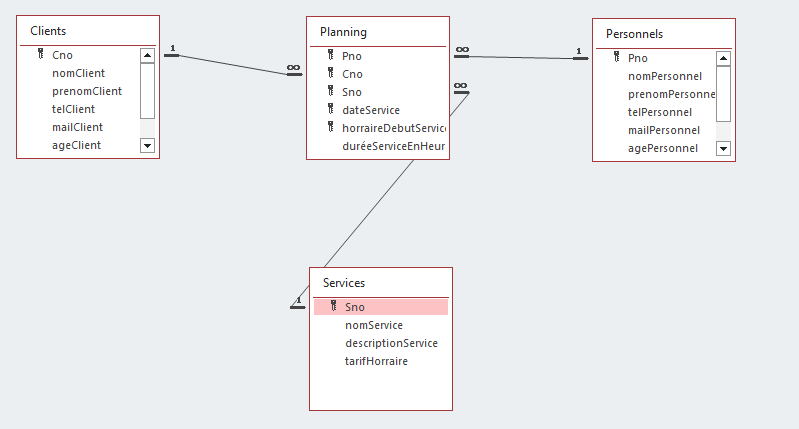 Clients
Cno
nomClient
prenomClient
telClient
mailClient
ageClient
1
∞
Planning
Pno
Cno
Sno
dateService
horraireDebutServic
duréeServiceEnHeur
∞
∞
1
Personnels
Pno
nomPersonnel
prenomPersonne
telPersonnel
mailPersonnel
agePersonnel
1
Services
Sno
nomService
descriptionService
tarifHorraire